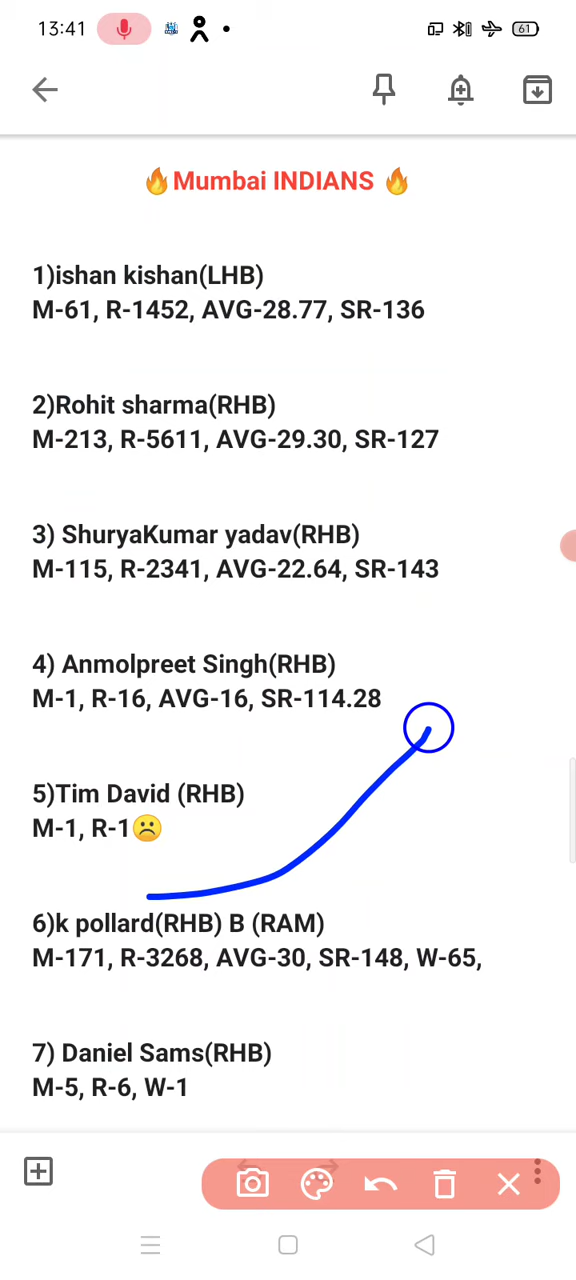 13:41
61
🔥Mumbai INDIANS 🔥
1)ishan kishan(LHB)
M-61, R-1452, AVG-28.77, SR-136
2)Rohit sharma(RHB)
M-213, R-5611, AVG-29.30, SR-127
3) ShuryaKumar yadav(RHB)
M-115, R-2341, AVG-22.64, SR-143
4) Anmolpreet Singh(RHB)
M-1, R-16, AVG-16, SR-114.28
5)Tim David (RHB)
M-1, R-1☹️
6)k pollard(RHB) B (RAM)
M-171, R-3268, AVG-30, SR-148, W-65,
7) Daniel Sams(RHB)
M-5, R-6, W-1